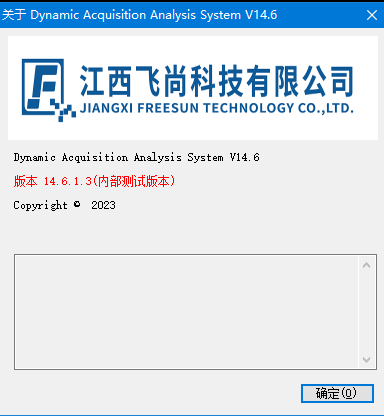 关于 Dynamic Acquisition Analysis System V14.6
江西飞尚科技有限公司
JIANGXI FREESUN TECHNOLOGY CO.,LTD.
Dynamic Acquisition Analysis System V14.6
版本 14.6.1.3(内部测试版本)
Copyright © 2023
确定(O)